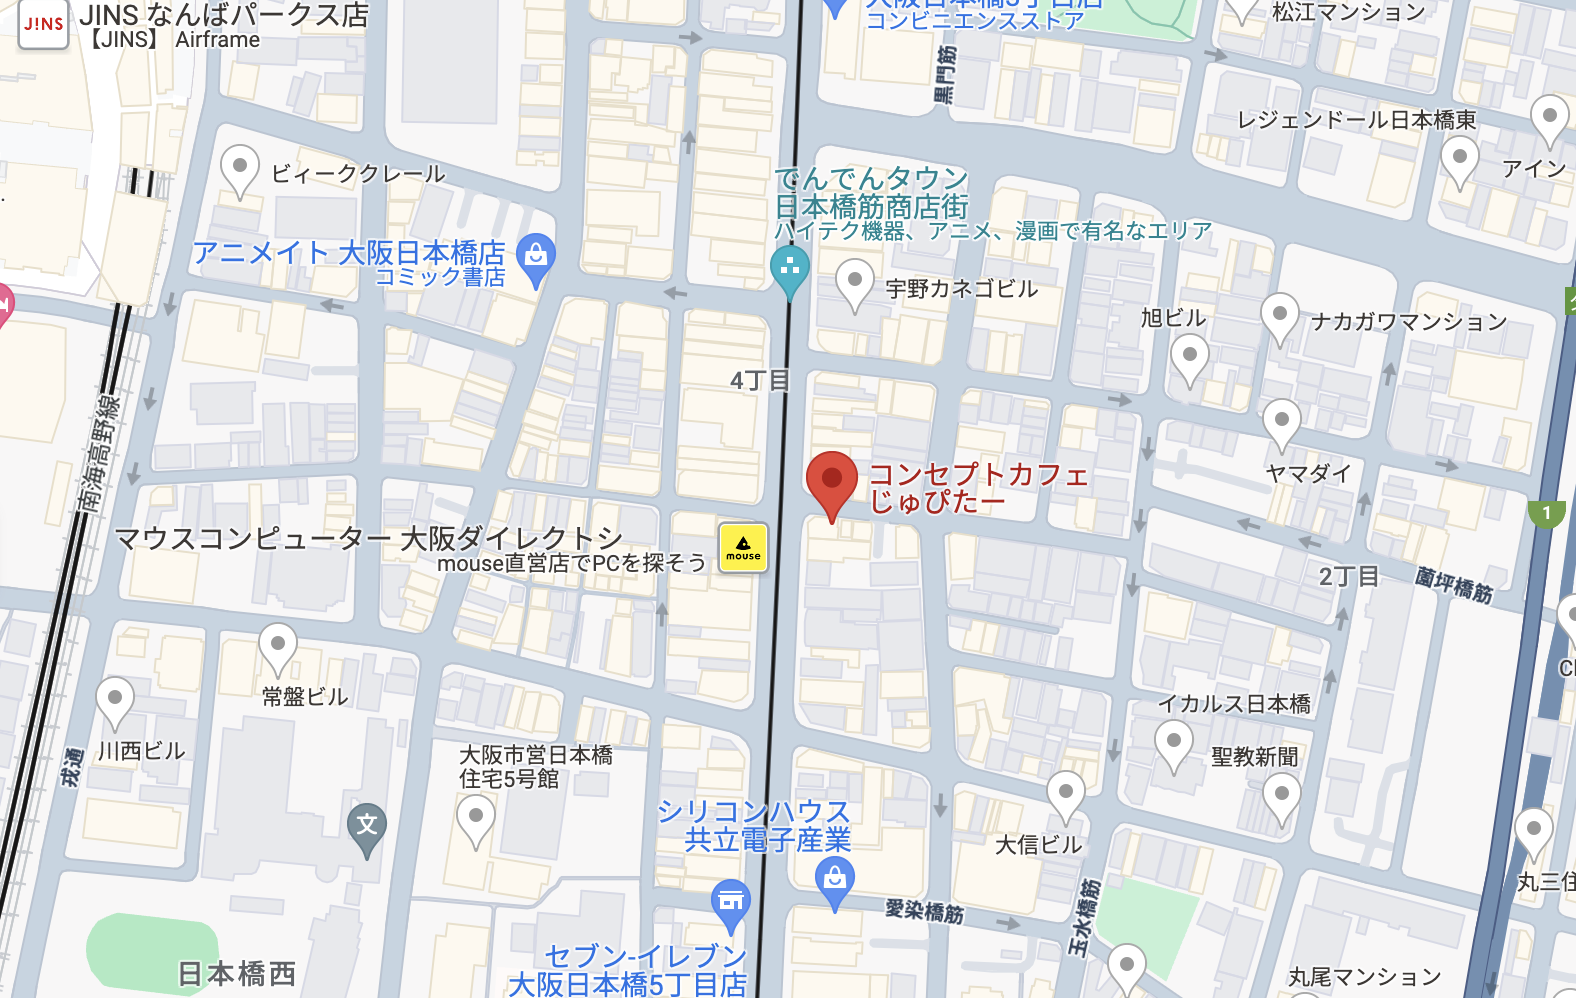 J!NS
JINS なんばパークス店
【JINS】 Airframe
コンビニエンスストア
松江マンション
黒門筋
レジェンドール日本橋東
アイン
ビィーククレール
でんでんタウン
日本橋筋商店街
ハイテク機器、アニメ、漫画で有名なエリア
アニメイト 大阪日本橋店
コミック書店
宇野カネゴビル
旭ビル
ナカガワマンション
4丁目
南海高野線
コンセプトカフェ
じゅぴたー
ヤマダイ
1
マウスコンピューター 大阪ダイレクトシ
mouse直営店でPCを探そう
mouse
2丁目
薗坪橋筋
常盤ビル
川西ビル
戎通
イカルス日本橋
聖教新聞
大阪市営日本橋
住宅5号館
文
シリコンハウス
共立電子産業
大信ビル
丸三住
愛染橋筋
玉水橋筋
セブン-イレブン
大阪日本橋5丁目店
日本橋西
丸尾マンション